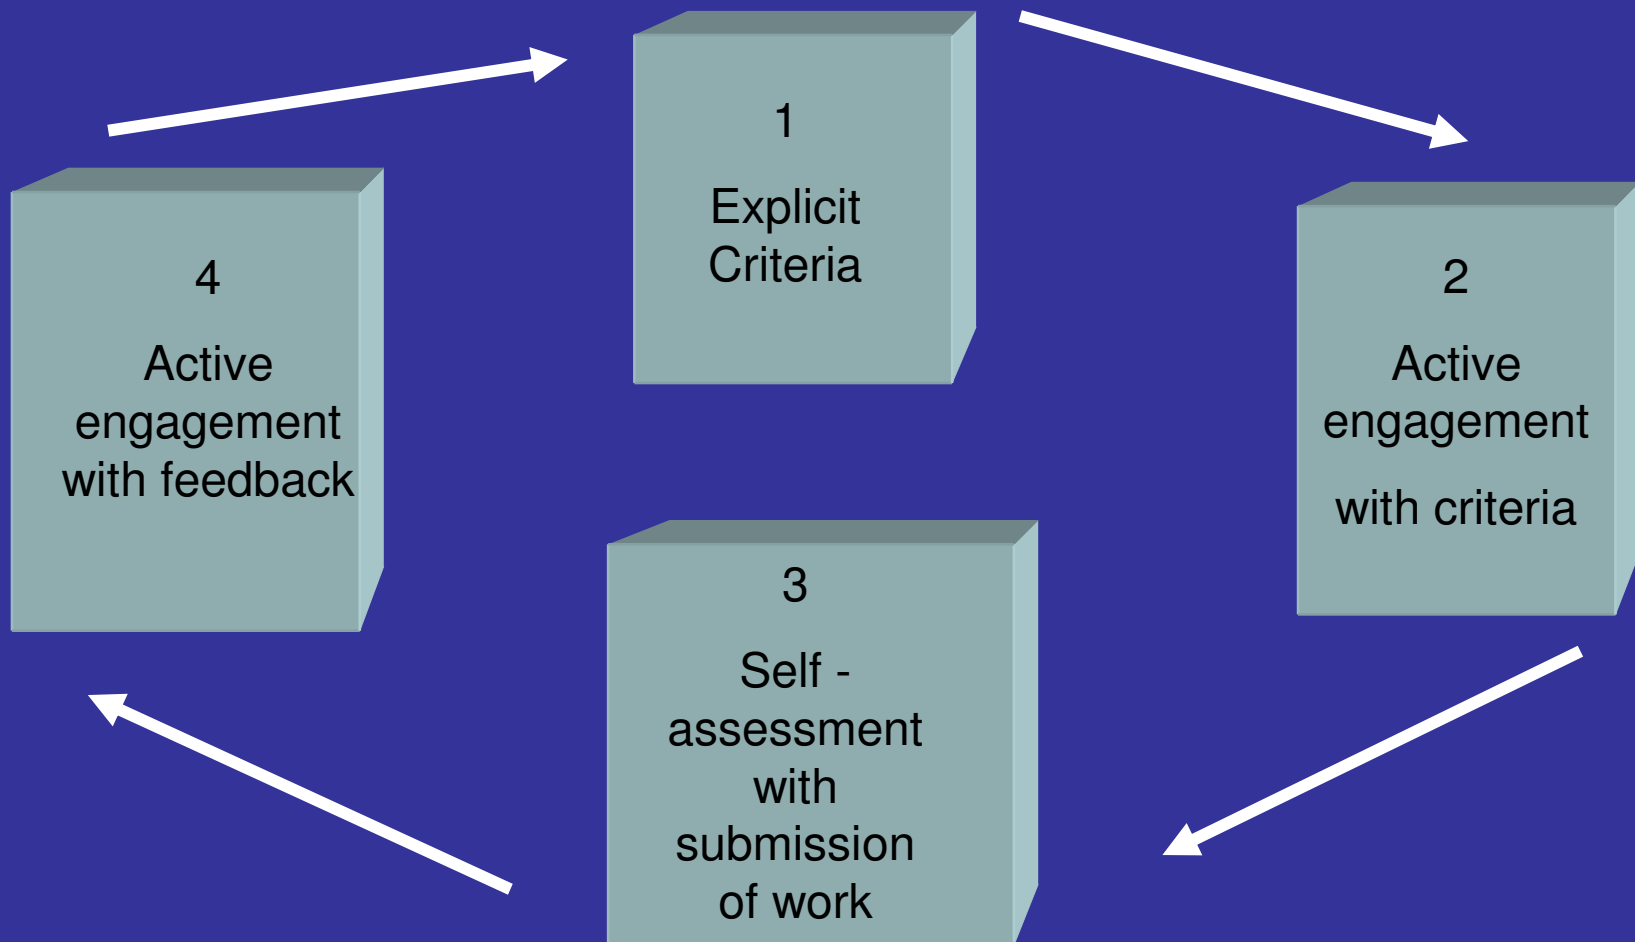 1
Explicit
Criteria
2
Active
engagement
with criteria
3
Self -
assessment
with
submission
of work
4
Active
engagement
with feedback